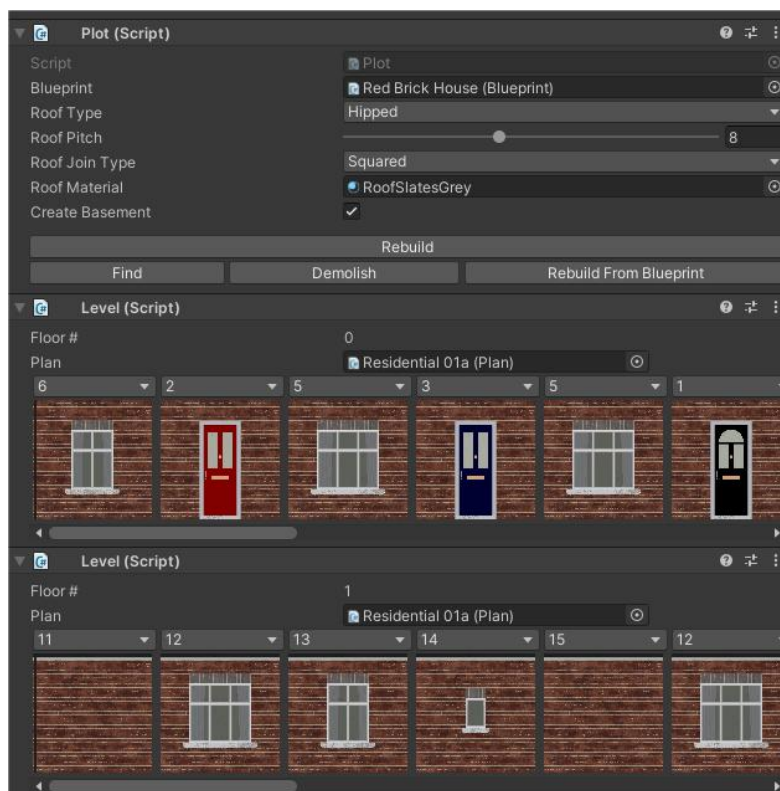 Plot (Script)
Script Plot
Blueprint Red Brick House (Blueprint)
Roof Type Hipped
Roof Pitch 8
Roof Join Type Squared
Roof Material RoofSlatesGrey
Create Basement
Rebuild
Find Demolish Rebuild From Blueprint
Level (Script)
Floor # 0
Plan Residential 01a (Plan)
6 2 5 3 5 1
Level (Script)
Floor # 1
Plan Residential 01a (Plan)
11 12 13 14 15 12